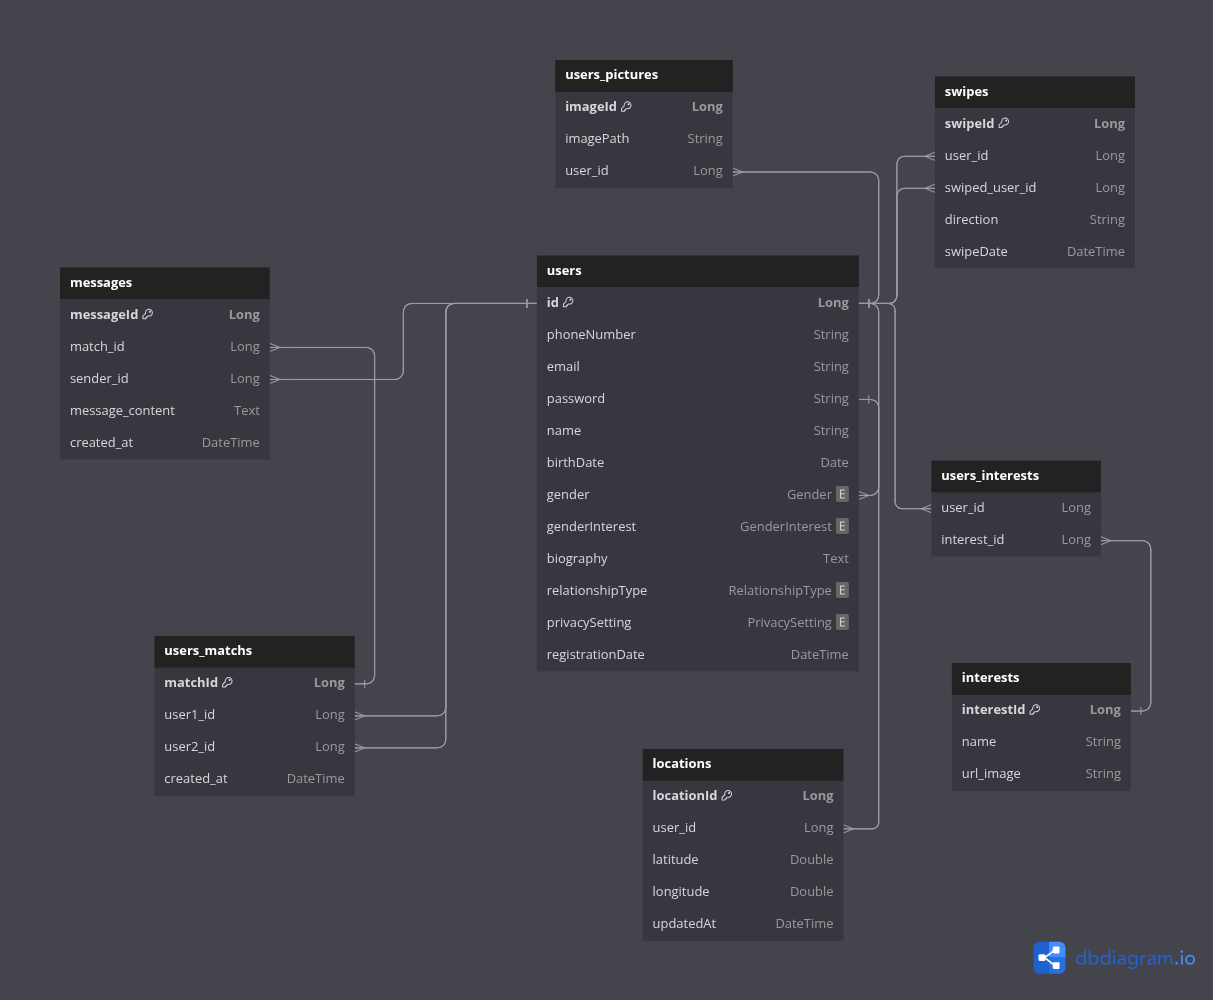 users_pictures
imageId Long
imagePath String
user_id Long
swipes
swipeId Long
user_id Long
swiped_user_id Long
direction String
swipeDate DateTime
messages
messageId Long
match_id Long
sender_id Long
message_content Text
created_at DateTime
users
id Long
phoneNumber String
email String
password String
name String
birthDate Date
gender Gender E
genderInterest GenderInterest E
biography Text
relationshipType RelationshipType E
privacySetting PrivacySetting E
registrationDate DateTime
users_interests
user_id Long
interest_id Long
users_matchs
matchId Long
user1_id Long
user2_id Long
created_at DateTime
interests
interestId Long
name String
url_image String
locations
locationId Long
user_id Long
latitude Double
longitude Double
updatedAt DateTime
dbdiagram.io